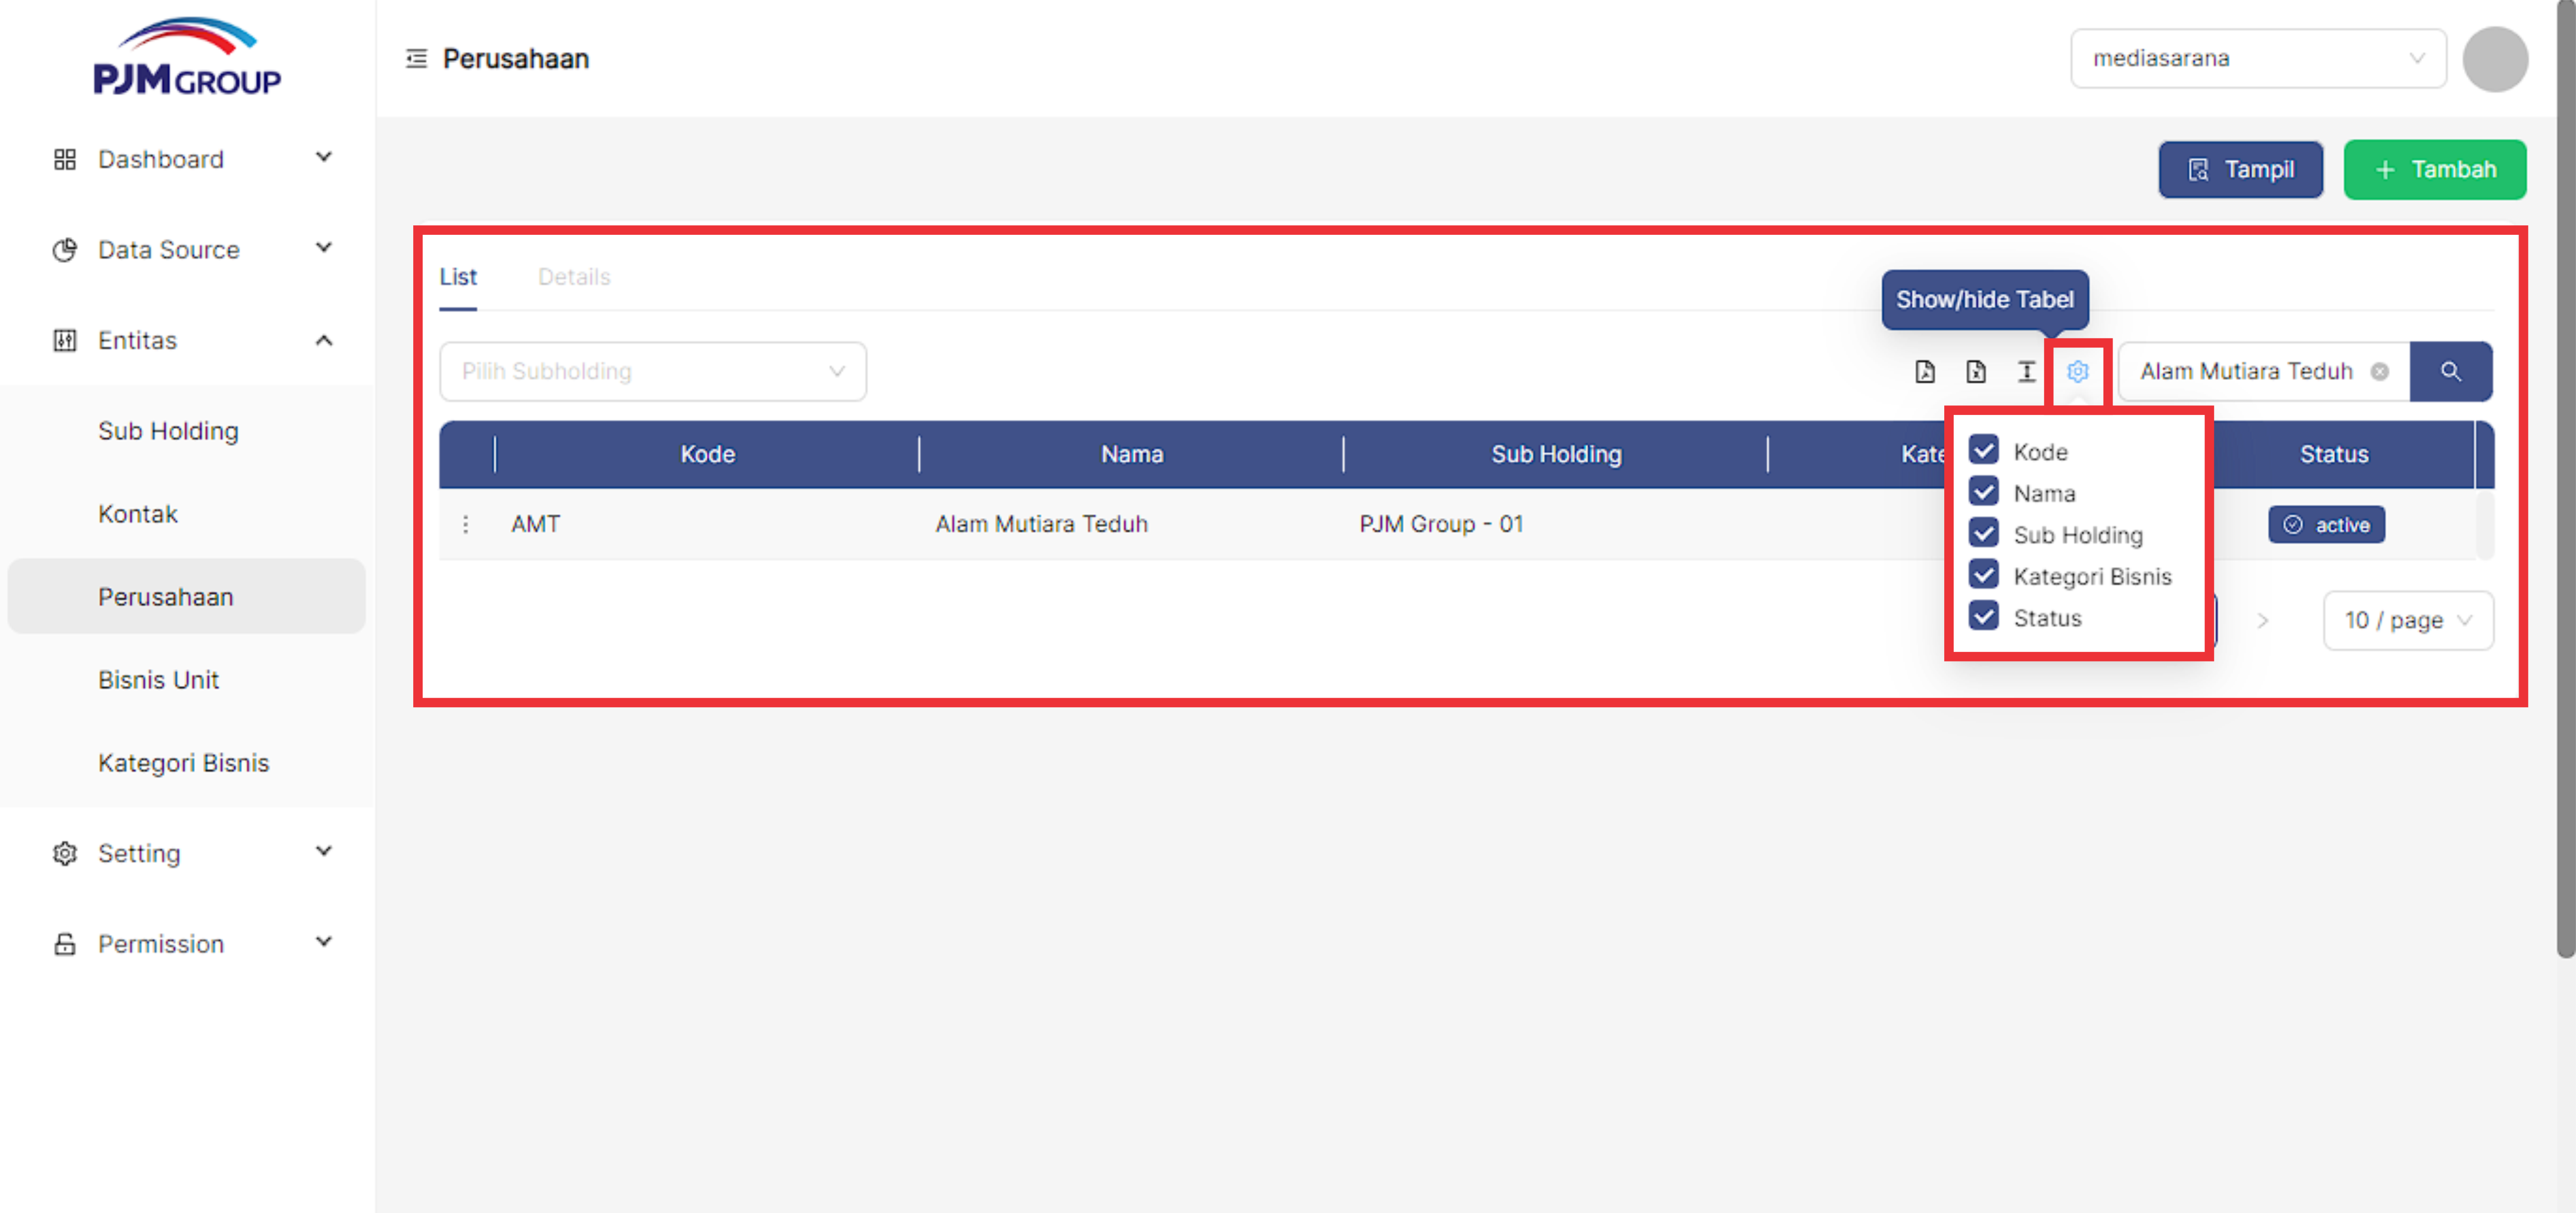 PJM GROUP
Perusahaan
mediasarana
Dashboard
Data Source
Entitas
Sub Holding
Kontak
Perusahaan
Bisnis Unit
Kategori Bisnis
Setting
Permission
Tampil
Tambah
List
Details
Show/hide Tabel
Pilih Subholding
Alam Mutiara Teduh
Kode
Nama
Sub Holding
Kate
Status
AMT
Alam Mutiara Teduh
PJM Group - 01
active
Kode
Nama
Sub Holding
Kategori Bisnis
Status
10 / page